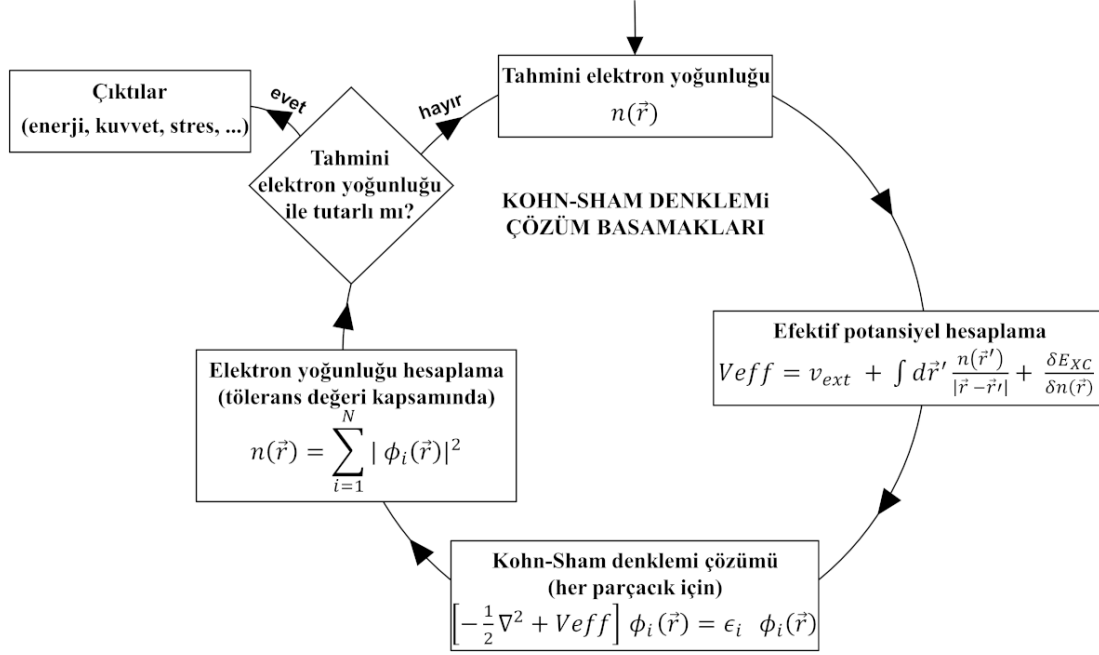 Tahmini elektron yoğunluğu
n(r⃗)
hayır
evet
Çıktılar
(enerji, kuvvet, stres, ...)
Tahmini
elektron yoğunluğu
ile tutarlı mı?
KOHN-SHAM DENKLEMi
ÇÖZÜM BASAMAKLARI
Efektif potansiyel hesaplama
Veff = v_ext + ∫ dr⃗′ n(r⃗′)/|r⃗ − r⃗′| + δE_XC/δn(r⃗)
Elektron yoğunluğu hesaplama
(tölerans değeri kapsamında)
n(r⃗) = ∑_{i=1}^{N} | ϕ_i(r⃗)|²
Kohn-Sham denklemi çözümü
(her parçacık için)
[−1/2 ∇² + Veff] ϕ_i(r⃗) = ϵ_i ϕ_i(r⃗)